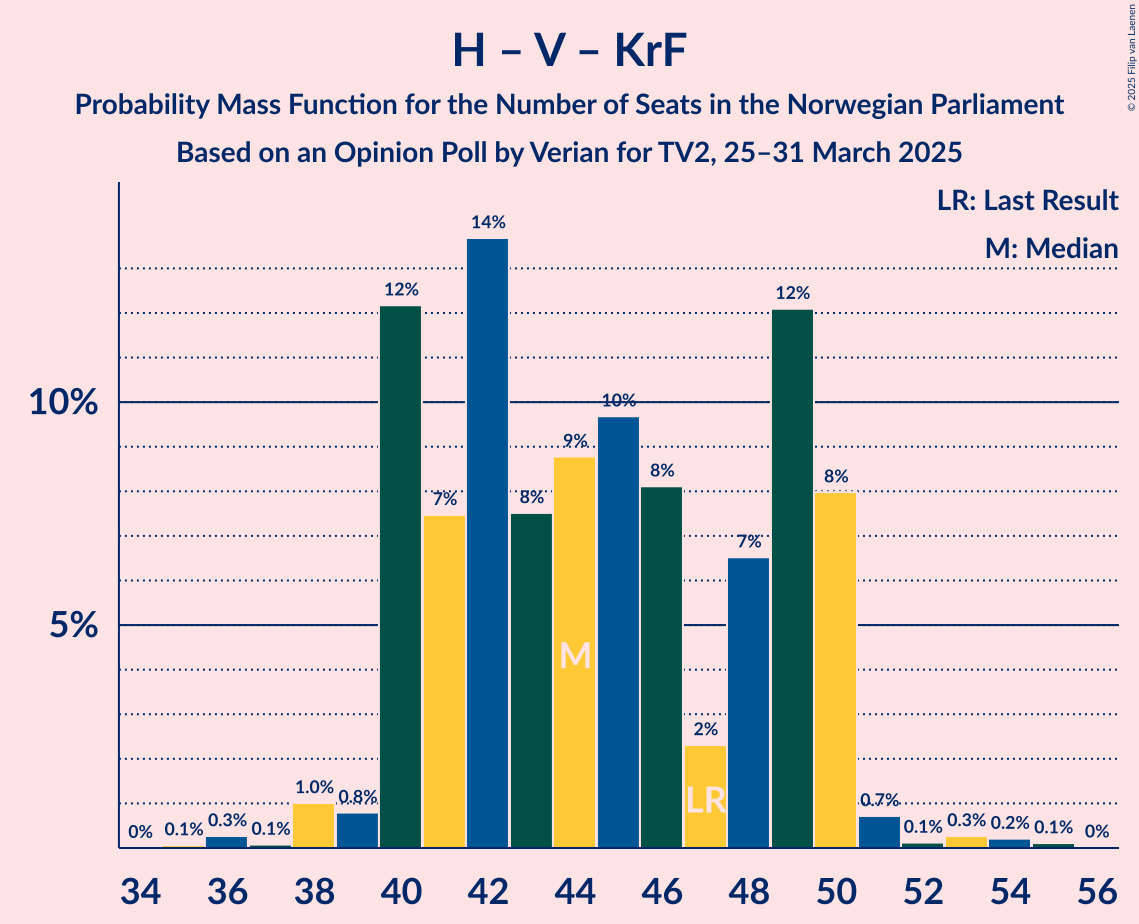 H – V – KrF
Probability Mass Function for the Number of Seats in the Norwegian Parliament
Based on an Opinion Poll by Verian for TV2, 25–31 March 2025
© 2025 Filip van Laenen
LR: Last Result
M: Median
10%
5%
0%
0.1%
0.3%
0.1%
1.0%
0.8%
12%
7%
14%
8%
9%
10%
8%
2%
7%
12%
8%
0.7%
0.1%
0.3%
0.2%
0.1%
0%
M
LR
34 36 38 40 42 44 46 48 50 52 54 56